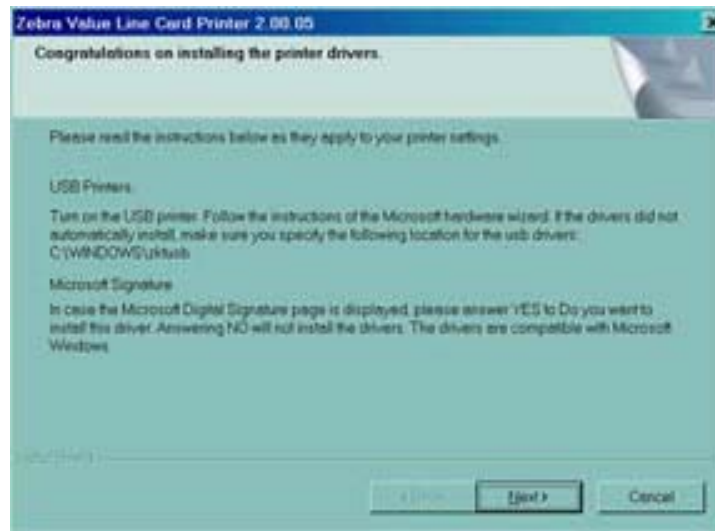 Zebra Value Line Card Printer 2.00.05
Congratulations on installing the printer drivers.
Please read the instructions below as they apply to your printer settings.
USB Printers:
Turn on the USB printer. Follow the instructions of the Microsoft hardware wizard. If the drivers did not
automatically install, make sure you specify the following location for the usb drivers:
C:\WINDOWS\
Microsoft Signature
In case the Microsoft Digital Signature page is displayed, please answer YES to Do you want to
install this driver. Answering NO will not install the drivers. The drivers are compatible with Microsoft
Windows.
Next >
Cancel